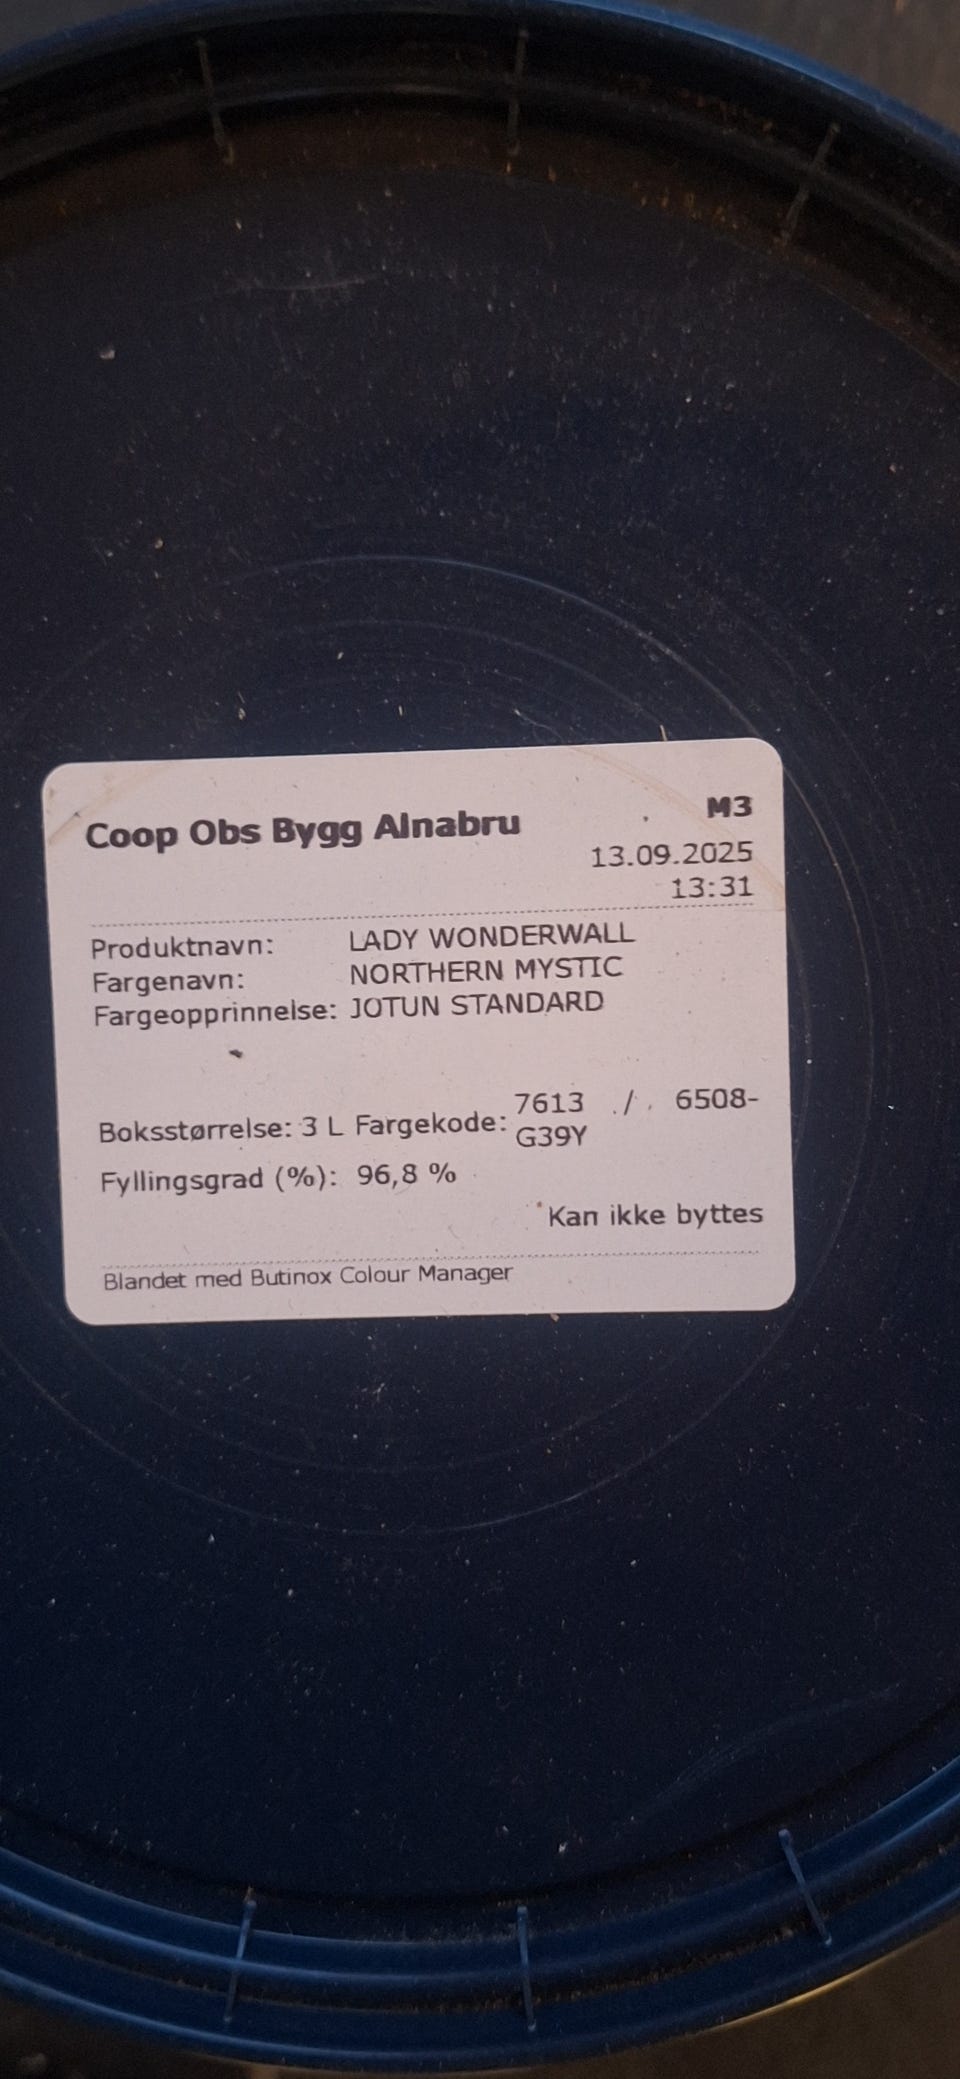 Coop Obs Bygg Alnabru
M3
13.09.2025
13:31
Produktnavn: LADY WONDERWALL
Fargenavn: NORTHERN MYSTIC
Fargeopprinnelse: JOTUN STANDARD
Boksstørrelse: 3 L Fargekode: 7613 / 6508-
G39Y
Fyllingsgrad (%): 96,8 %
Kan ikke byttes
Blandet med Butinox Colour Manager